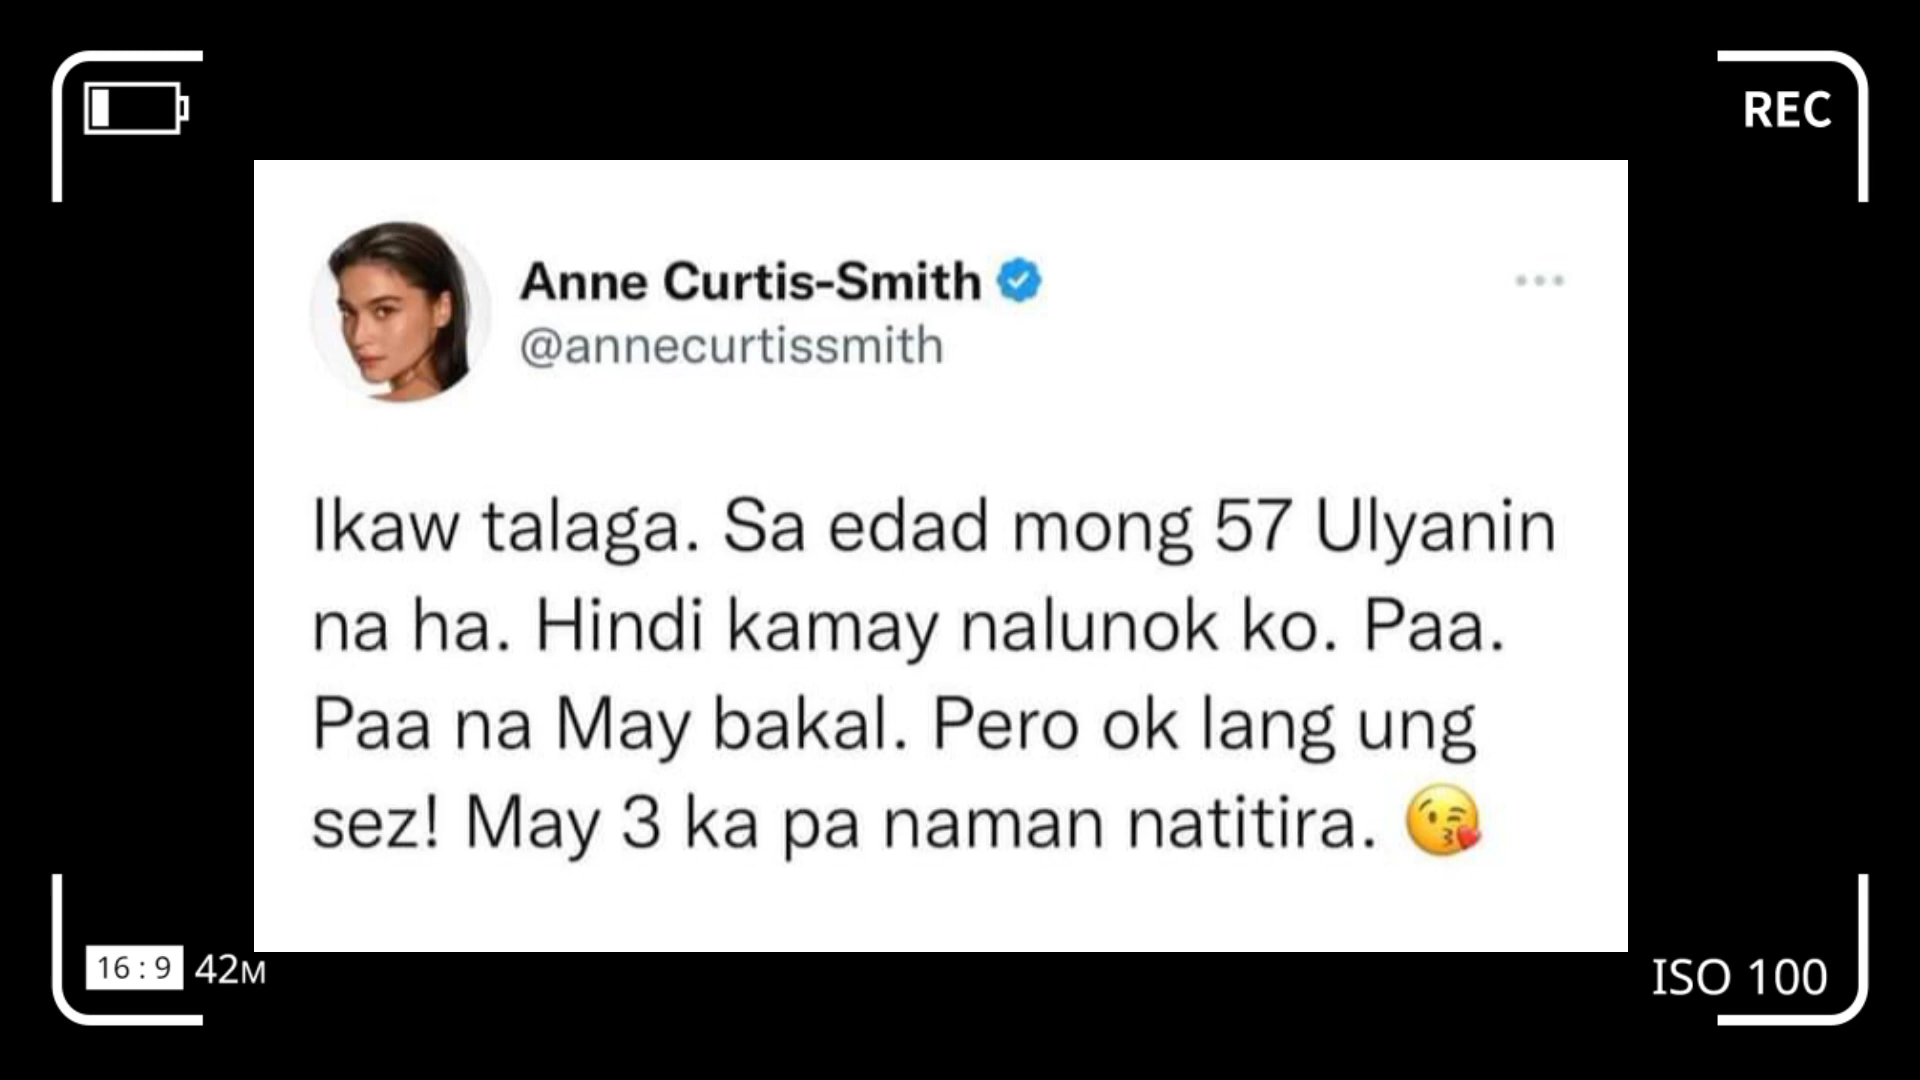 REC
Anne Curtis-Smith
@annecurtissmith
Ikaw talaga. Sa edad mong 57 Ulyanin
na ha. Hindi kamay nalunok ko. Paa.
Paa na May bakal. Pero ok lang ung
sez! May 3 ka pa naman natitira. 😘
16:9 42M
ISO 100